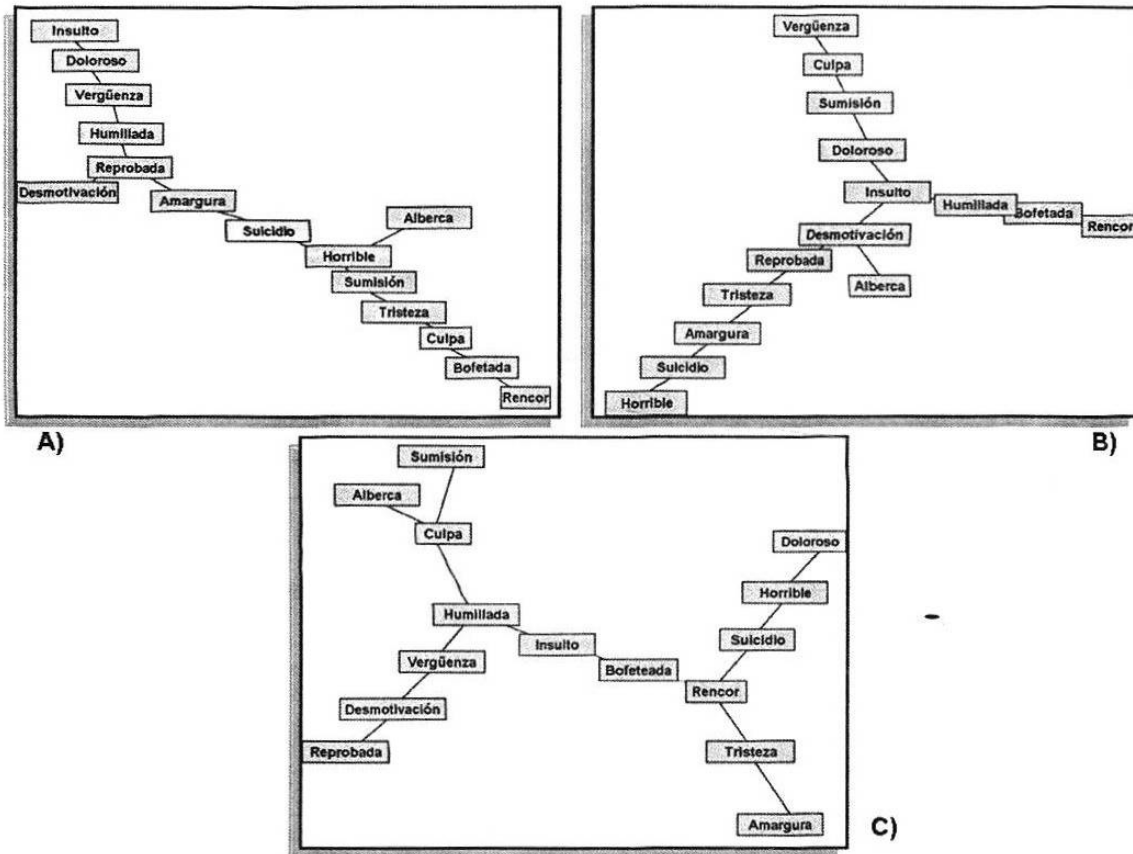 Insulto
Doloroso
Vergüenza
Humillada
Reprobada
Desmotivación
Amargura
Suicidio
Alberca
Horrible
Sumisión
Tristeza
Culpa
Bofetada
Rencor
A)
Vergüenza
Culpa
Sumisión
Doloroso
Insulto
Humillada
Bofetada
Rencor
Desmotivación
Reprobada
Alberca
Tristeza
Amargura
Suicidio
Horrible
B)
Sumisión
Alberca
Culpa
Doloroso
Horrible
Humillada
Suicidio
Insulto
Vergüenza
Bofeteada
Rencor
Desmotivación
Reprobada
Tristeza
Amargura
C)